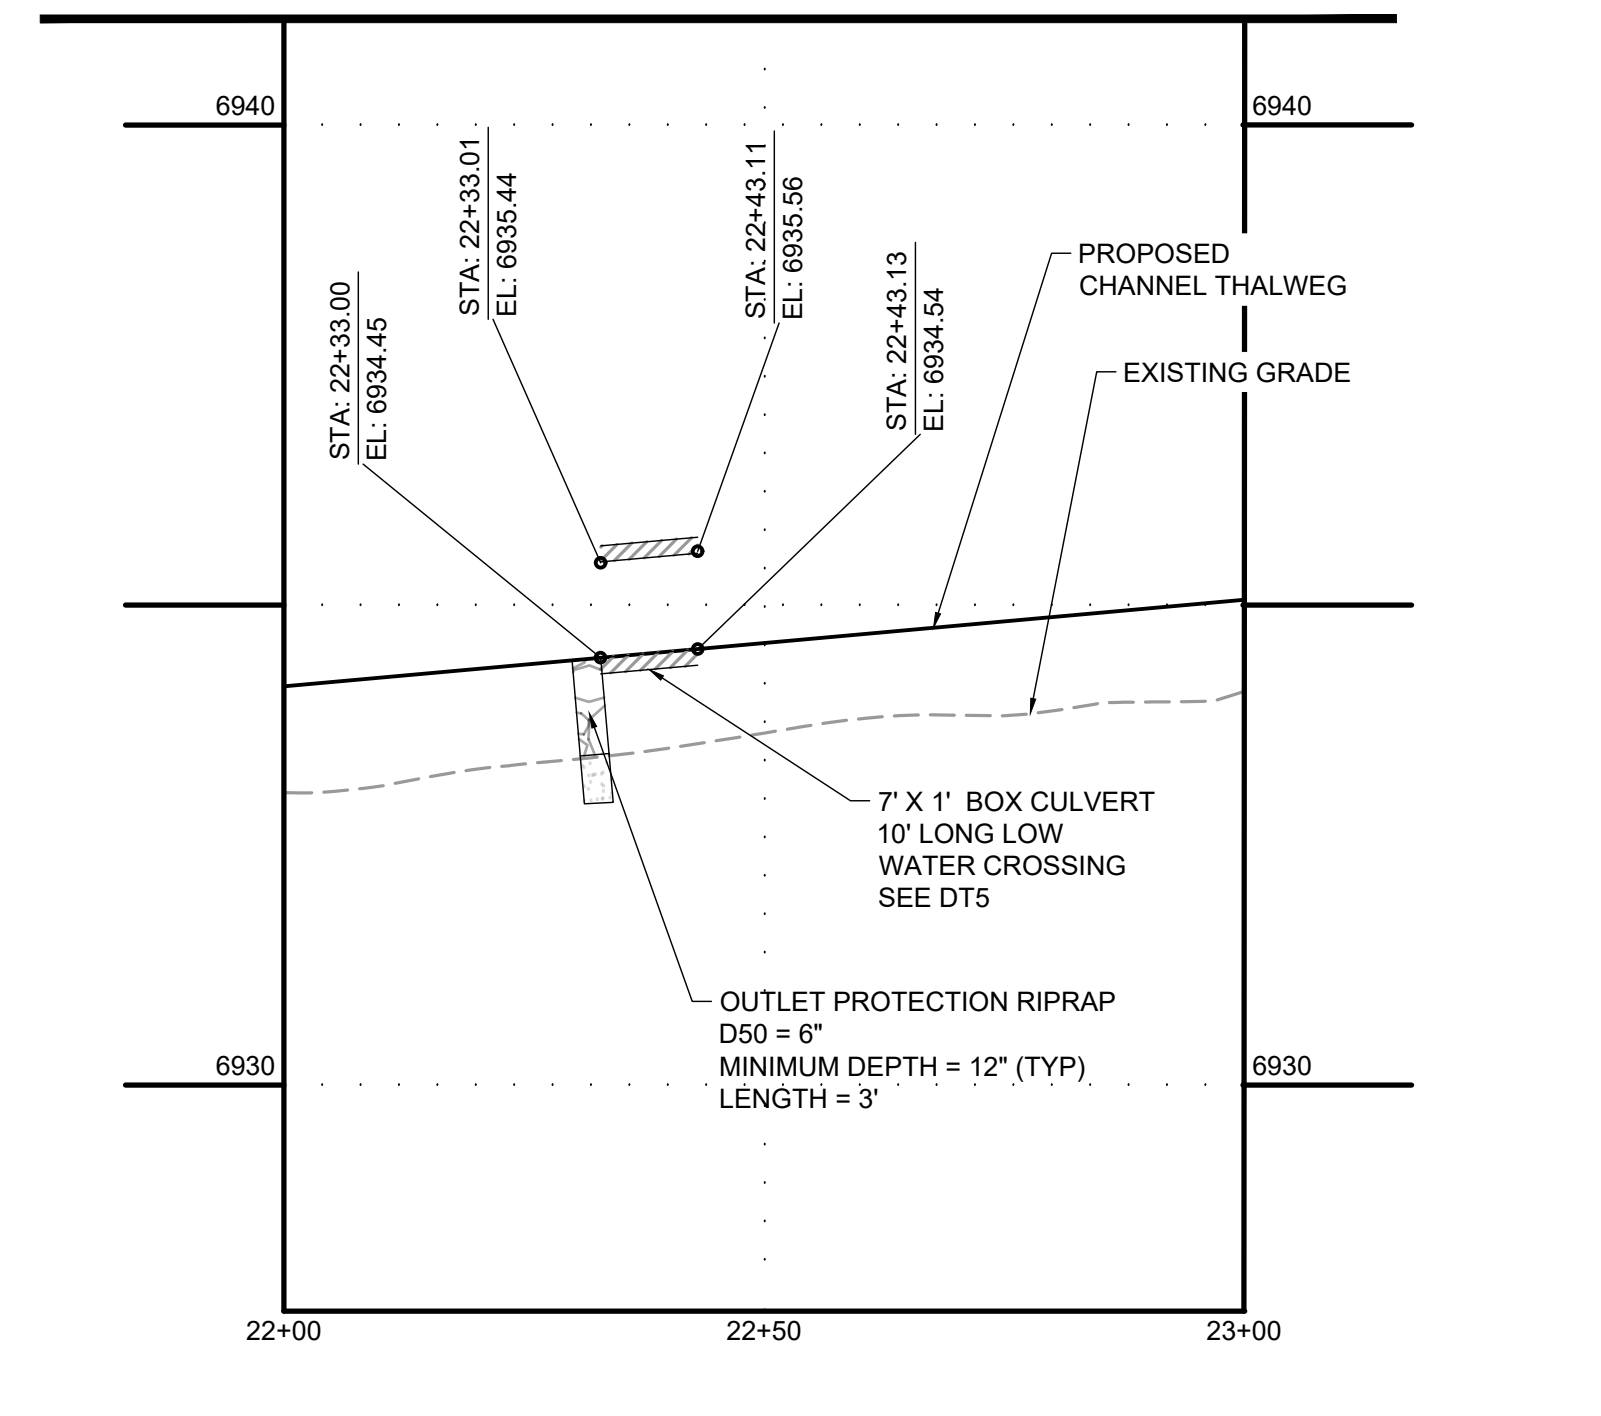 6940
6940
STA: 22+33.01
EL: 6935.44
STA: 22+43.11
EL: 6935.56
STA: 22+33.00
EL: 6934.45
STA: 22+43.13
EL: 6934.54
PROPOSED
CHANNEL THALWEG
EXISTING GRADE
7' X 1' BOX CULVERT
10' LONG LOW
WATER CROSSING
SEE DT5
OUTLET PROTECTION RIPRAP
D50 = 6"
MINIMUM DEPTH = 12" (TYP)
LENGTH = 3'
6930
6930
22+00
22+50
23+00